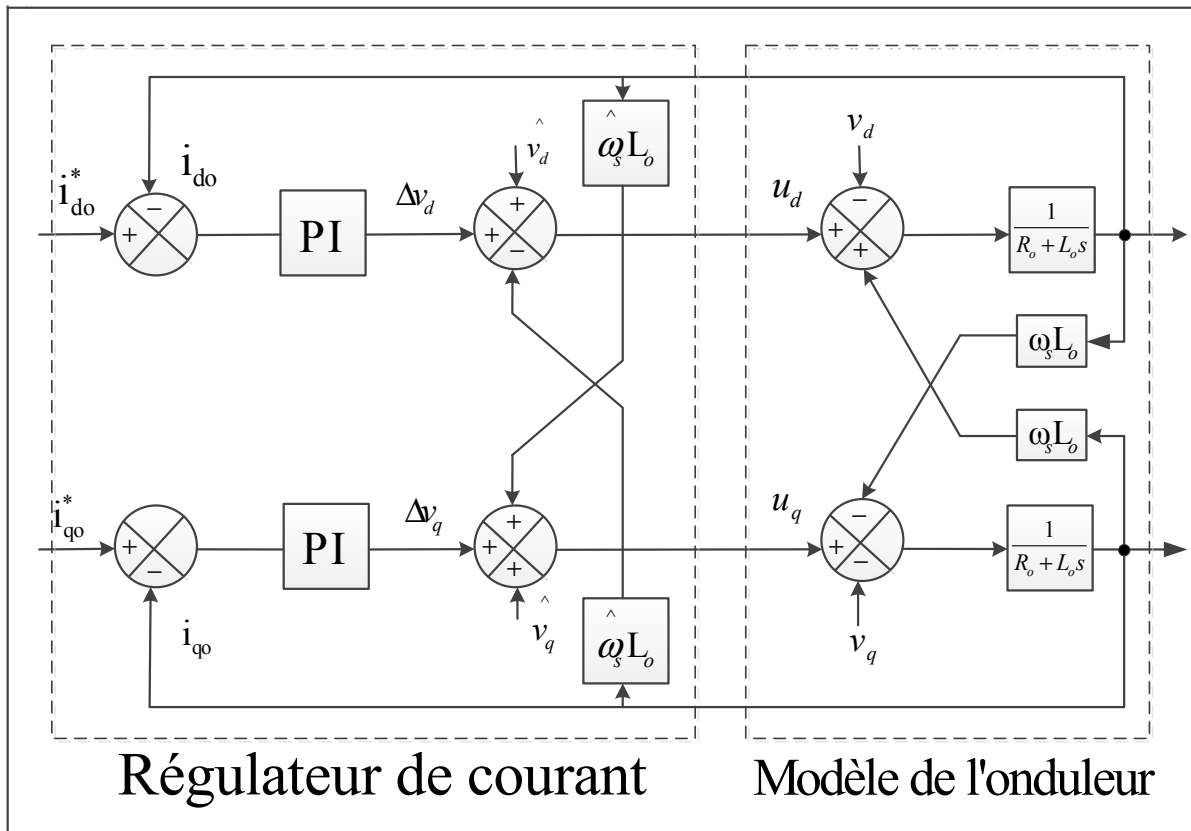 i*do
ido
PI
Δvd
v̂d
ω̂sLo
+
−
+
+
−
ud
vd
+
−
+
1
Ro + Los
ωsLo
ωsLo
i*qo
iqo
PI
Δvq
v̂q
ω̂sLo
+
−
+
+
+
uq
vq
−
+
−
1
Ro + Los
Régulateur de courant
Modèle de l'onduleur